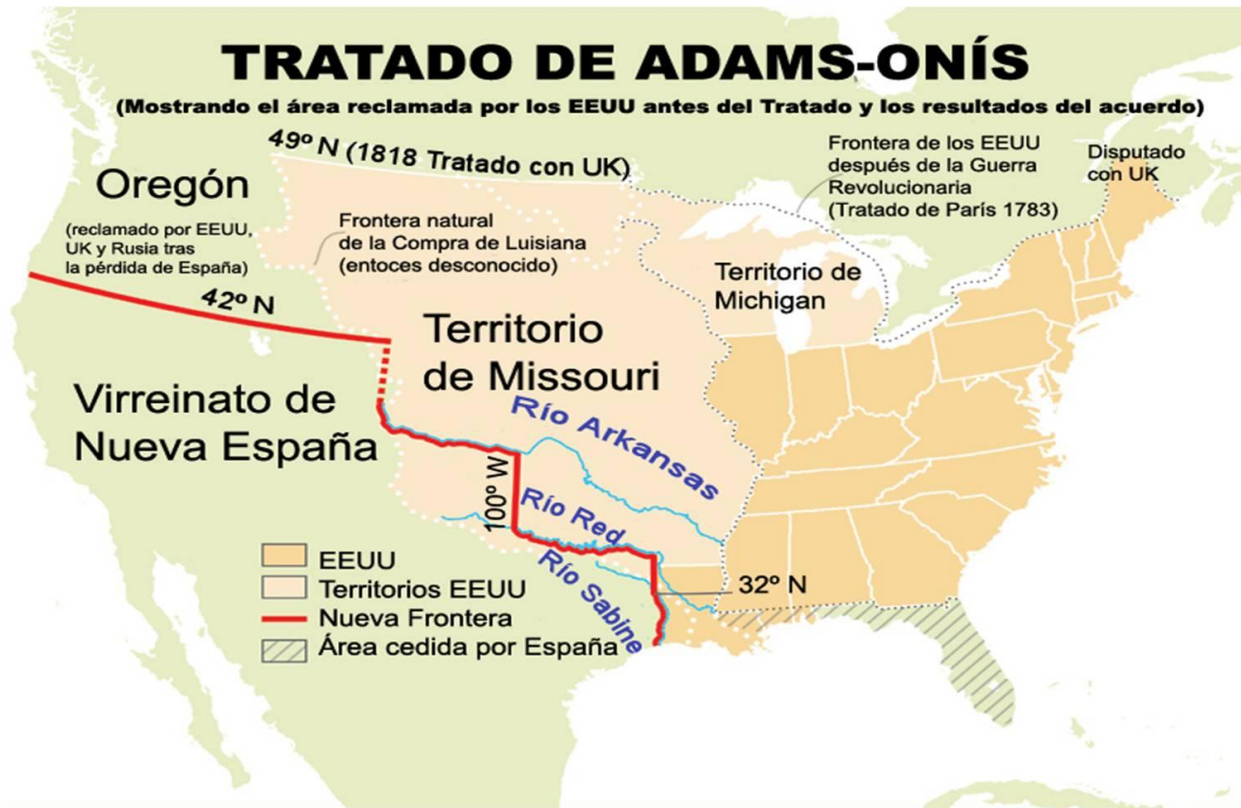 TRATADO DE ADAMS-ONÍS
(Mostrando el área reclamada por los EEUU antes del Tratado y los resultados del acuerdo)
49º N (1818 Tratado con UK)
Frontera de los EEUU
después de la Guerra
Revolucionaria
(Tratado de París 1783)
Disputado
con UK
Oregón
(reclamado por EEUU,
UK y Rusia tras
la pérdida de España)
Frontera natural
de la Compra de Luisiana
(entoces desconocido)
Territorio de
Michigan
42º N
Territorio
de Missouri
Virreinato de
Nueva España
Río Arkansas
100º W
Río Red
Río Sabine
32º N
EEUU
Territorios EEUU
Nueva Frontera
Área cedida por España